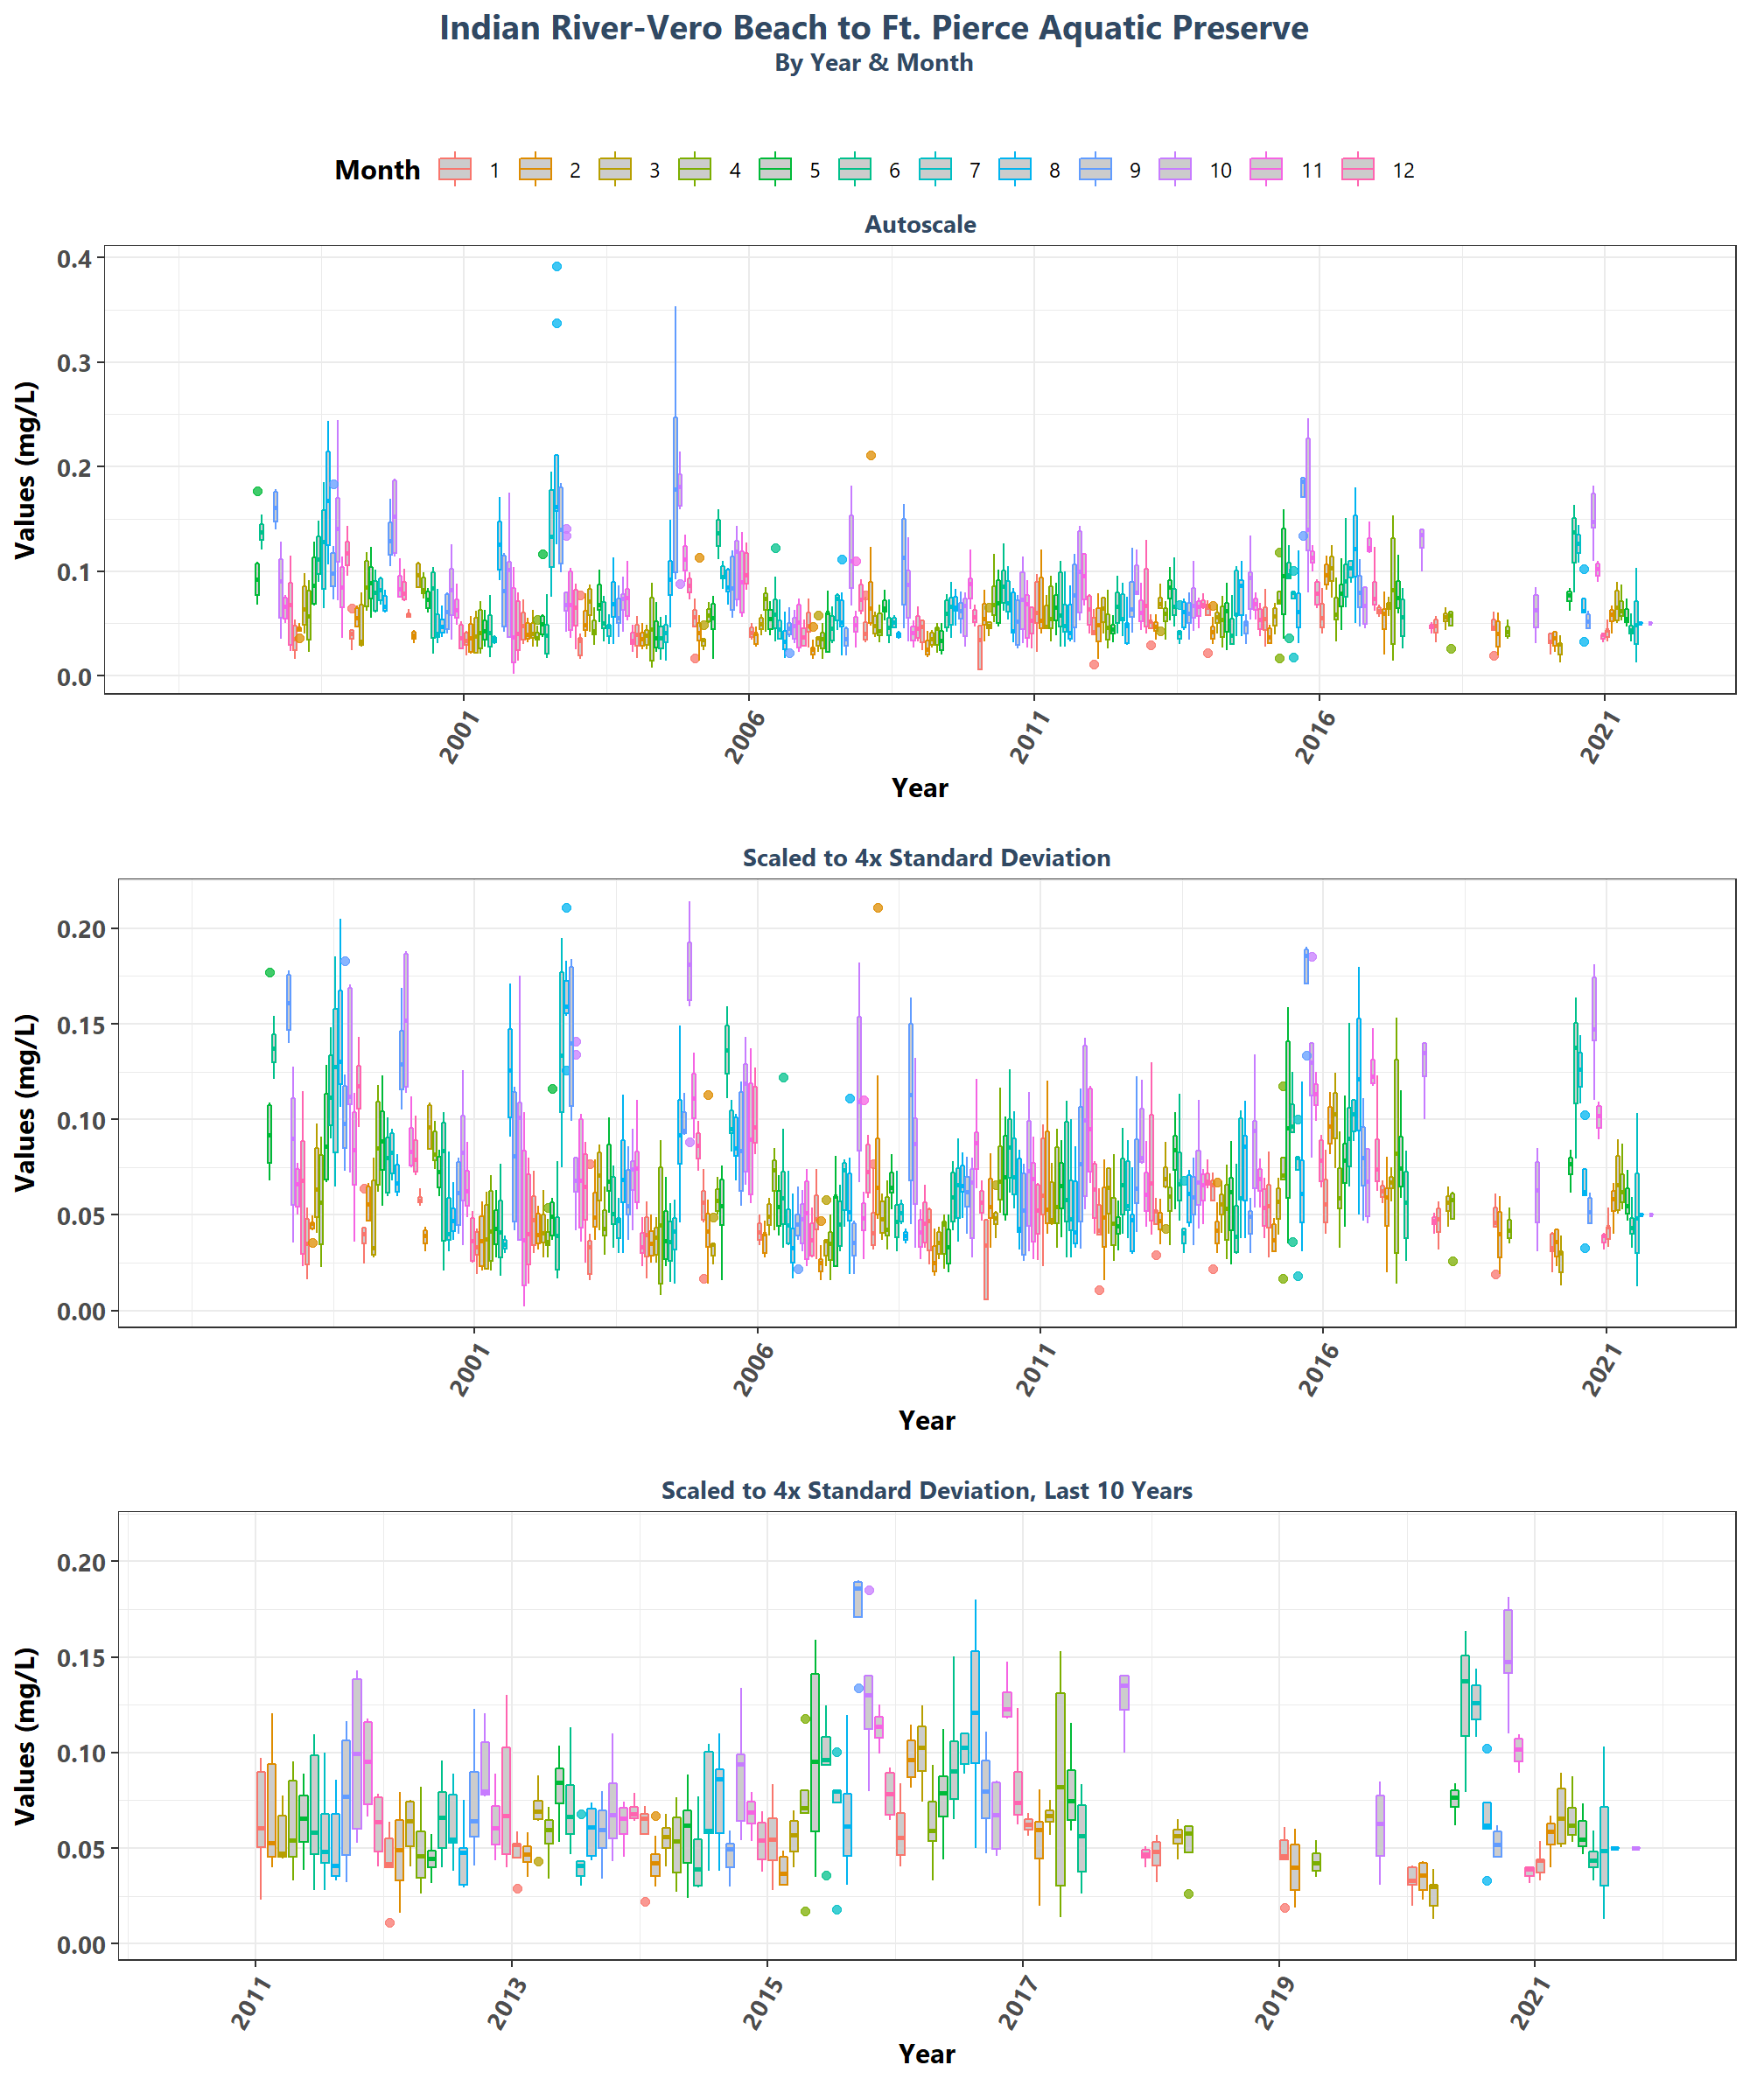 Indian River-Vero Beach to Ft. Pierce Aquatic Preserve
By Year & Month
Month 1 2 3 4 5 6 7 8 9 10 11 12
Autoscale
Values (mg/L)
0.4
0.3
0.2
0.1
0.0
2001 2006 2011 2016 2021
Year
Scaled to 4x Standard Deviation
Values (mg/L)
0.20
0.15
0.10
0.05
0.00
2001 2006 2011 2016 2021
Year
Scaled to 4x Standard Deviation, Last 10 Years
Values (mg/L)
0.20
0.15
0.10
0.05
0.00
2011 2013 2015 2017 2019 2021
Year